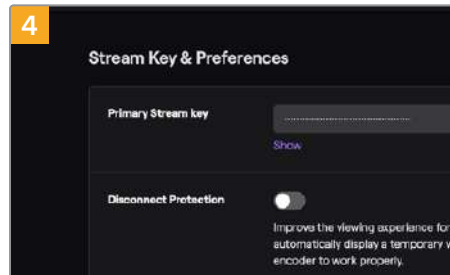 4
Stream Key & Preferences
Primary Stream key
Show
Disconnect Protection
Improve the viewing experience for
automatically display a temporary
encoder to work properly.